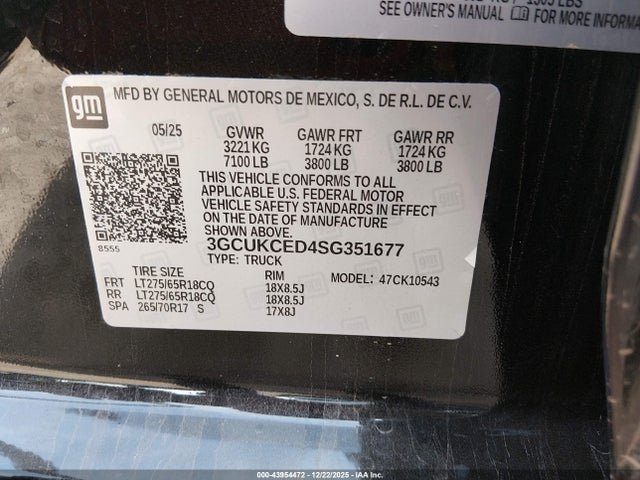 1505 LBS
SEE OWNER'S MANUAL FOR MORE INFORMA
gm
MFD BY GENERAL MOTORS DE MEXICO, S. DE R.L. DE C.V.
05/25 GVWR GAWR FRT GAWR RR
3221 KG 1724 KG 1724 KG
7100 LB 3800 LB 3800 LB
THIS VEHICLE CONFORMS TO ALL
APPLICABLE U.S. FEDERAL MOTOR
VEHICLE SAFETY STANDARDS IN EFFECT
ON THE DATE OF MANUFACTURE
SHOWN ABOVE.
8555 3GCUKCED4SG351677
TYPE: TRUCK
TIRE SIZE RIM MODEL: 47CK10543
FRT LT275/65R18CQ 18X8.5J
RR LT275/65R18CQ 18X8.5J
SPA 265/70R17 S 17X8J
000-43954472 - 12/22/2025 - IAAI.COM